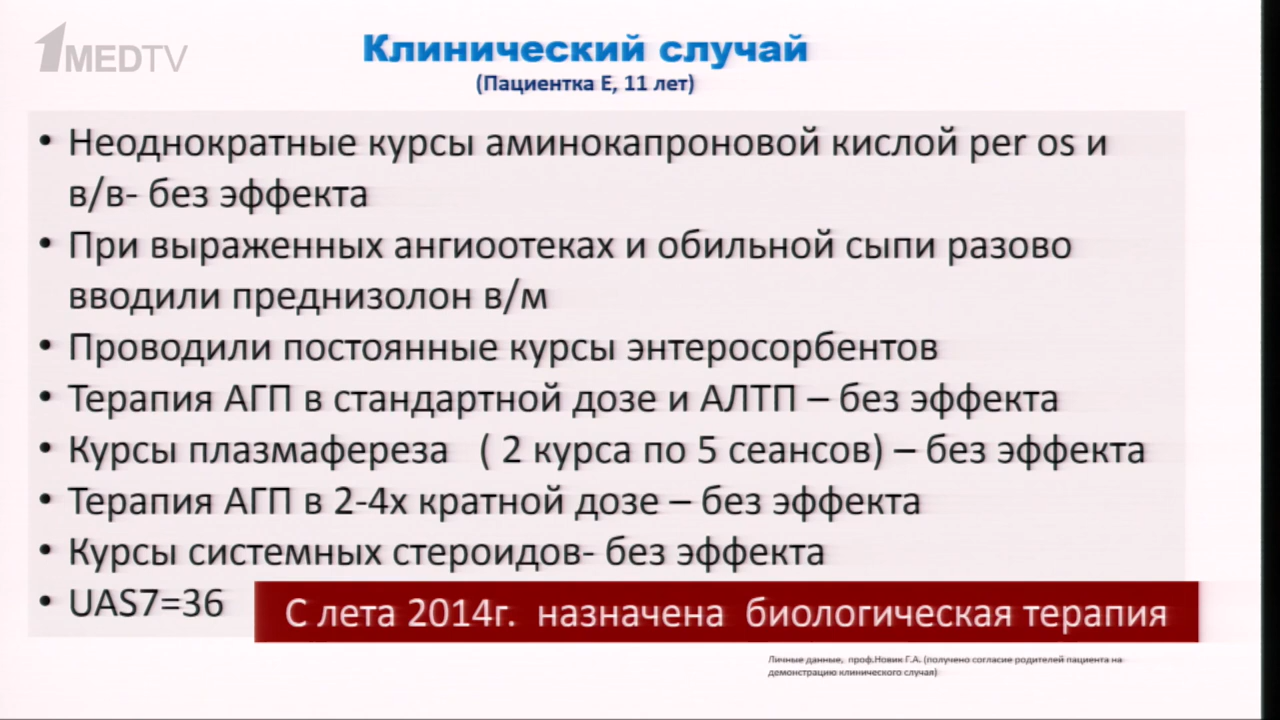 1MEDTV
Клинический случай
(Пациентка Е, 11 лет)
• Неоднократные курсы аминокапроновой кислой per os и
в/в- без эффекта
• При выраженных ангиоотеках и обильной сыпи разово
вводили преднизолон в/м
• Проводили постоянные курсы энтеросорбентов
• Терапия АГП в стандартной дозе и АЛТП – без эффекта
• Курсы плазмафереза ( 2 курса по 5 сеансов) – без эффекта
• Терапия АГП в 2-4х кратной дозе – без эффекта
• Курсы системных стероидов- без эффекта
• UAS7=36
С лета 2014г. назначена биологическая терапия
Личные данные, проф.Новик Г.А. (получено согласие родителей пациента на
демонстрацию клинического случая)